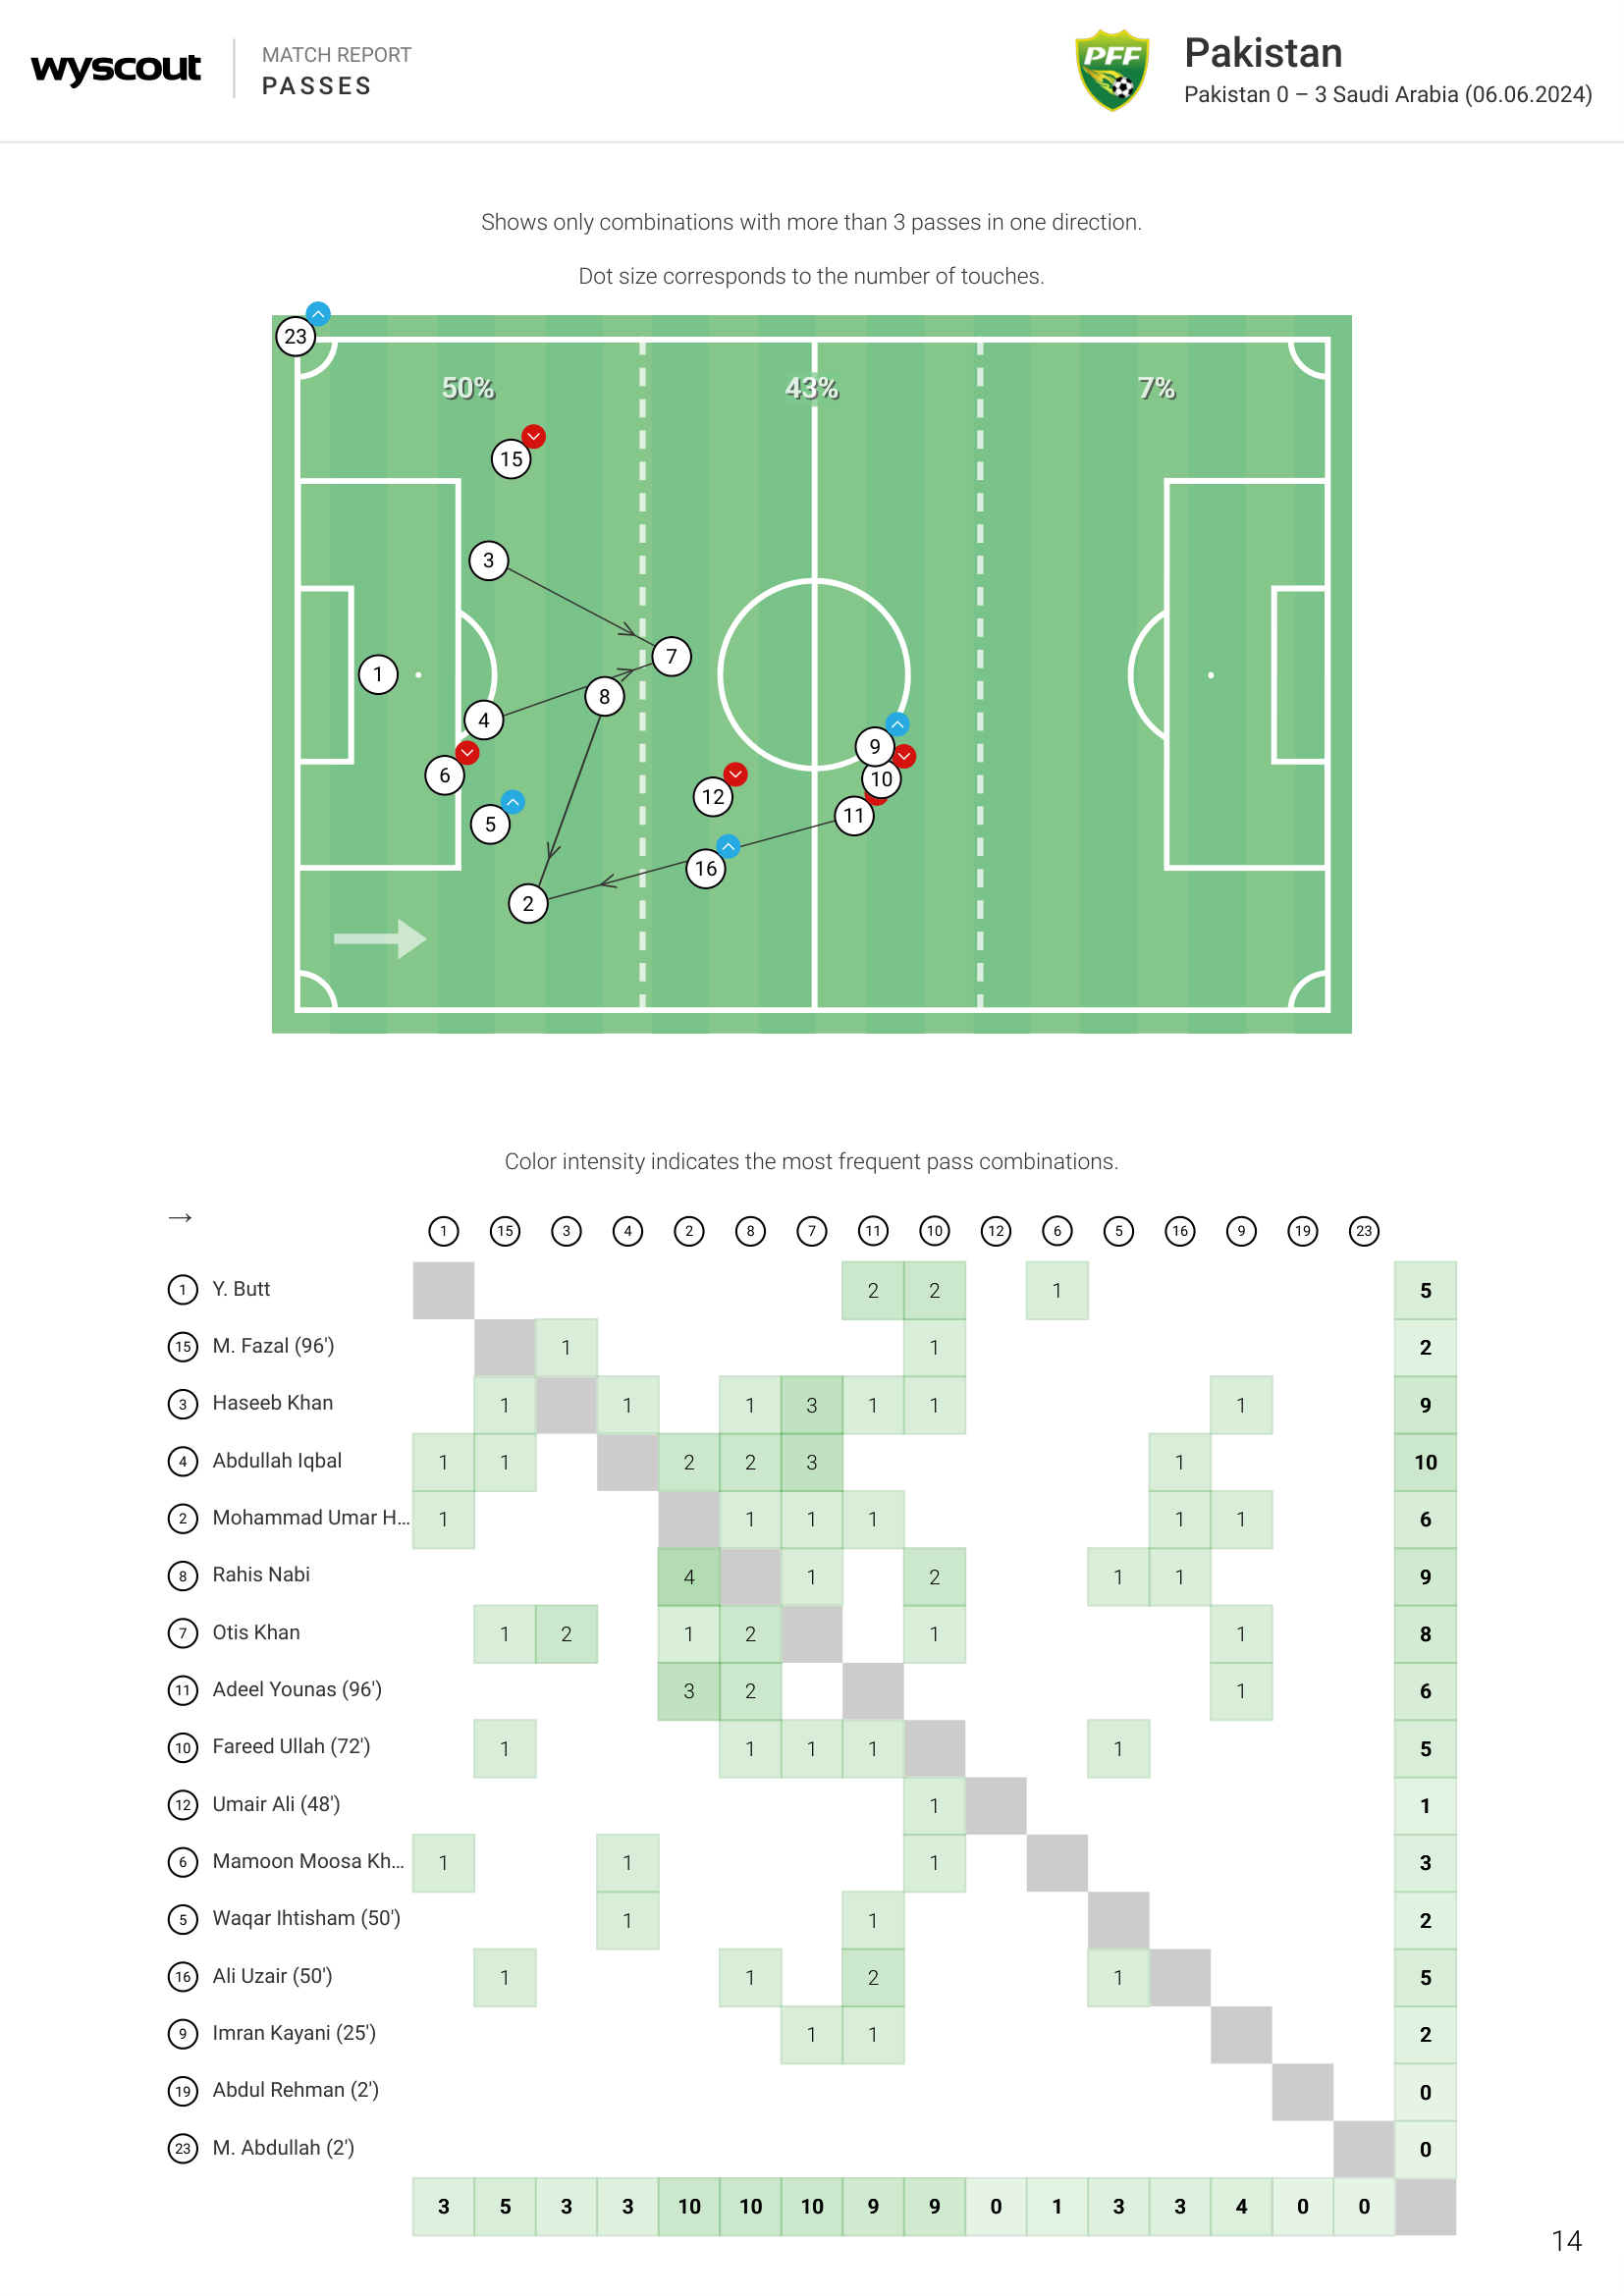 wyscout
MATCH REPORT
PASSES
PFF
Pakistan
Pakistan 0 – 3 Saudi Arabia (06.06.2024)
Shows only combinations with more than 3 passes in one direction.
Dot size corresponds to the number of touches.
23
50% 43% 7%
15
3
7
1
8
4
9
6 10
12
5 11
16
2
Color intensity indicates the most frequent pass combinations.
→
1 15 3 4 2 8 7 11 10 12 6 5 16 9 19 23
1 Y. Butt 2 2 1 5
15 M. Fazal (96') 1 1 2
3 Haseeb Khan 1 1 1 3 1 1 1 9
4 Abdullah Iqbal 1 1 2 2 3 1 10
2 Mohammad Umar H... 1 1 1 1 1 1 6
8 Rahis Nabi 4 1 2 1 1 9
7 Otis Khan 1 2 1 2 1 1 8
11 Adeel Younas (96') 3 2 1 6
10 Fareed Ullah (72') 1 1 1 1 1 5
12 Umair Ali (48') 1 1
6 Mamoon Moosa Kh... 1 1 1 3
5 Waqar Ihtisham (50') 1 1 2
16 Ali Uzair (50') 1 1 2 1 5
9 Imran Kayani (25') 1 1 2
19 Abdul Rehman (2') 0
23 M. Abdullah (2') 0
3 5 3 3 10 10 10 9 9 0 1 3 3 4 0 0
14